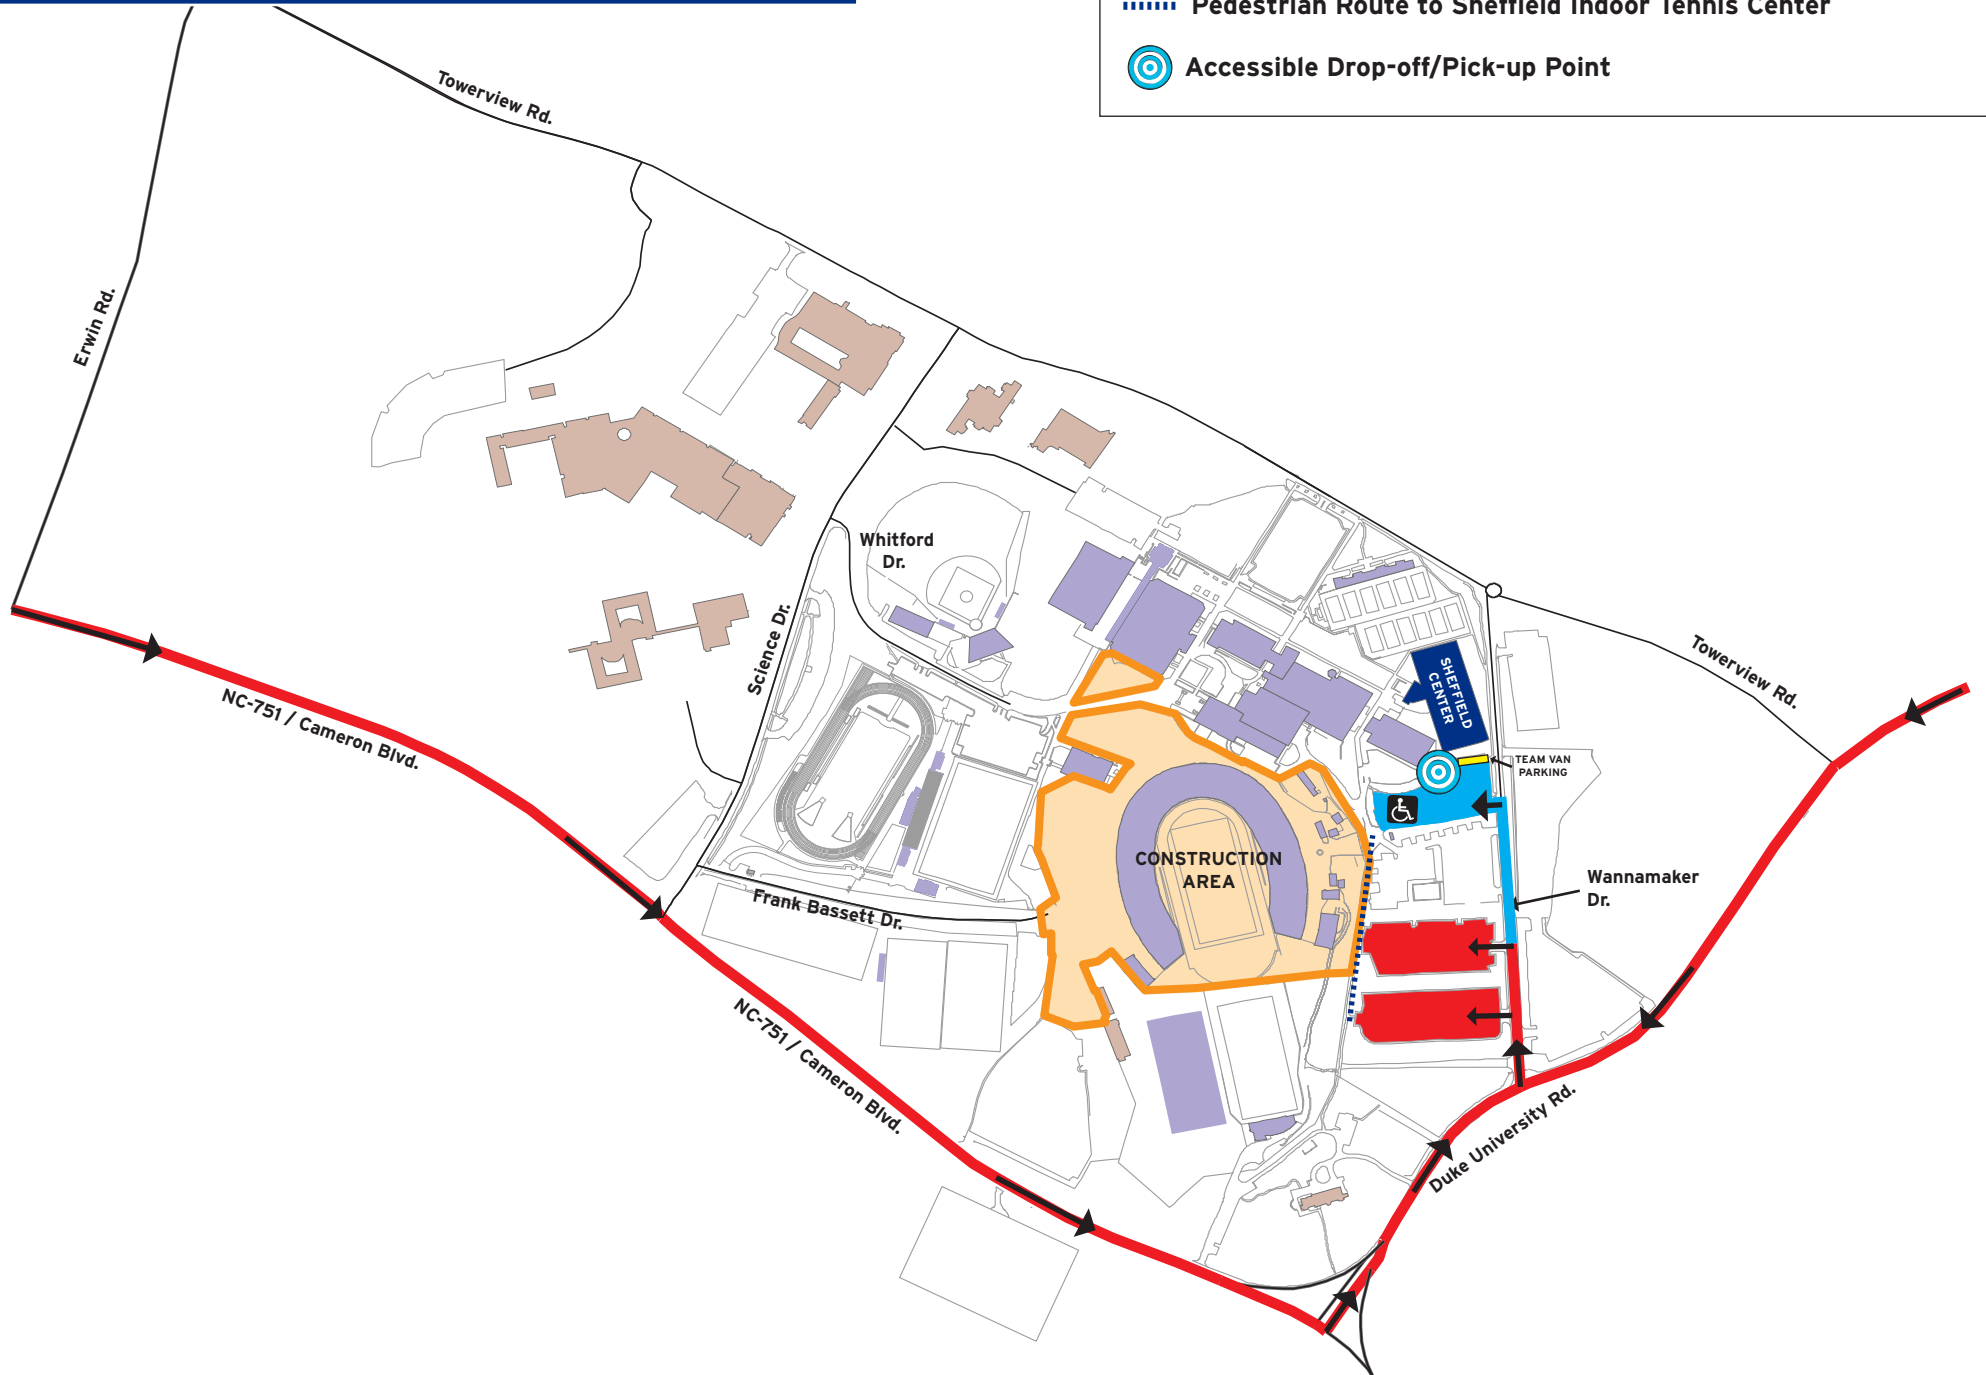 Pedestrian Route to Sheffield Indoor Tennis Center
Accessible Drop-off/Pick-up Point
Towerview Rd.
Erwin Rd.
Whitford
Dr.
Science Dr.
NC-751 / Cameron Blvd.
SHEFFIELD
CENTER
Towerview Rd.
TEAM VAN
PARKING
CONSTRUCTION
AREA
Wannamaker
Dr.
Frank Bassett Dr.
NC-751 / Cameron Blvd.
Duke University Rd.